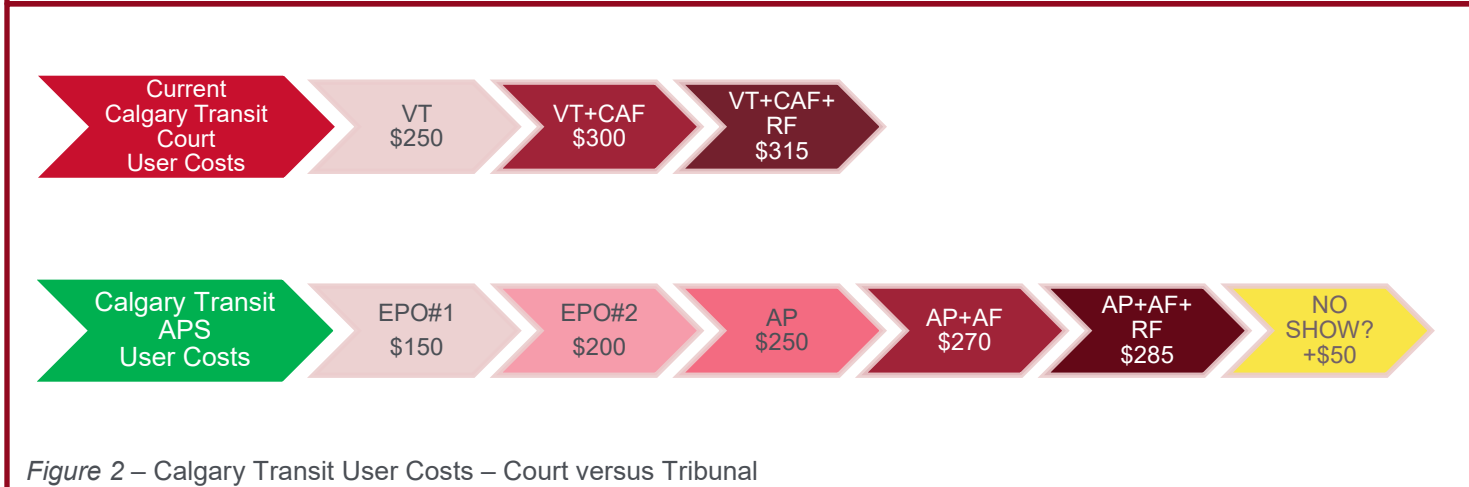 Current
Calgary Transit
Court
User Costs
VT
$250
VT+CAF
$300
VT+CAF+
RF
$315
Calgary Transit
APS
User Costs
EPO#1
$150
EPO#2
$200
AP
$250
AP+AF
$270
AP+AF+
RF
$285
NO
SHOW?
+$50
Figure 2 – Calgary Transit User Costs – Court versus Tribunal